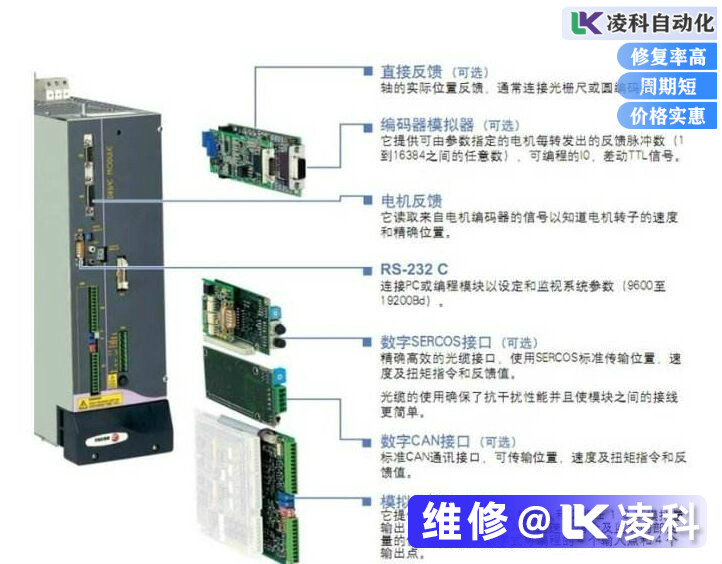 LK凌科自动化
修复率高
周期短
价格实惠
直接反馈（可选）
轴的实际位置反馈，通常连接光栅尺或圆编码
编码器模拟器（可选）
它提供可由参数指定的电机每转发出的反馈脉冲数（1
到16384之间的任意数），可编程的I0，差动TTL信号。
电机反馈
它读取来自电机编码器的信号以知道电机转子的速度
和精确位置。
RS-232 C
连接PC或编程模块以设定和监视系统参数（9600至
19200Bd）。
数字SERCOS接口（可选）
精确高效的光缆接口，使用SERCOS标准传输位置，速
度及扭矩指令和反馈值。
光缆的使用确保了抗干扰性能并且使模块之间的接线
更简单。
数字CAN接口（可选）
标准CAN通讯接口，可传输位置，速度及扭矩指令和反
馈值。
模拟
它提
输出
量的
出点。
维修@LK凌科
DRIVE MODULE
FAGOR